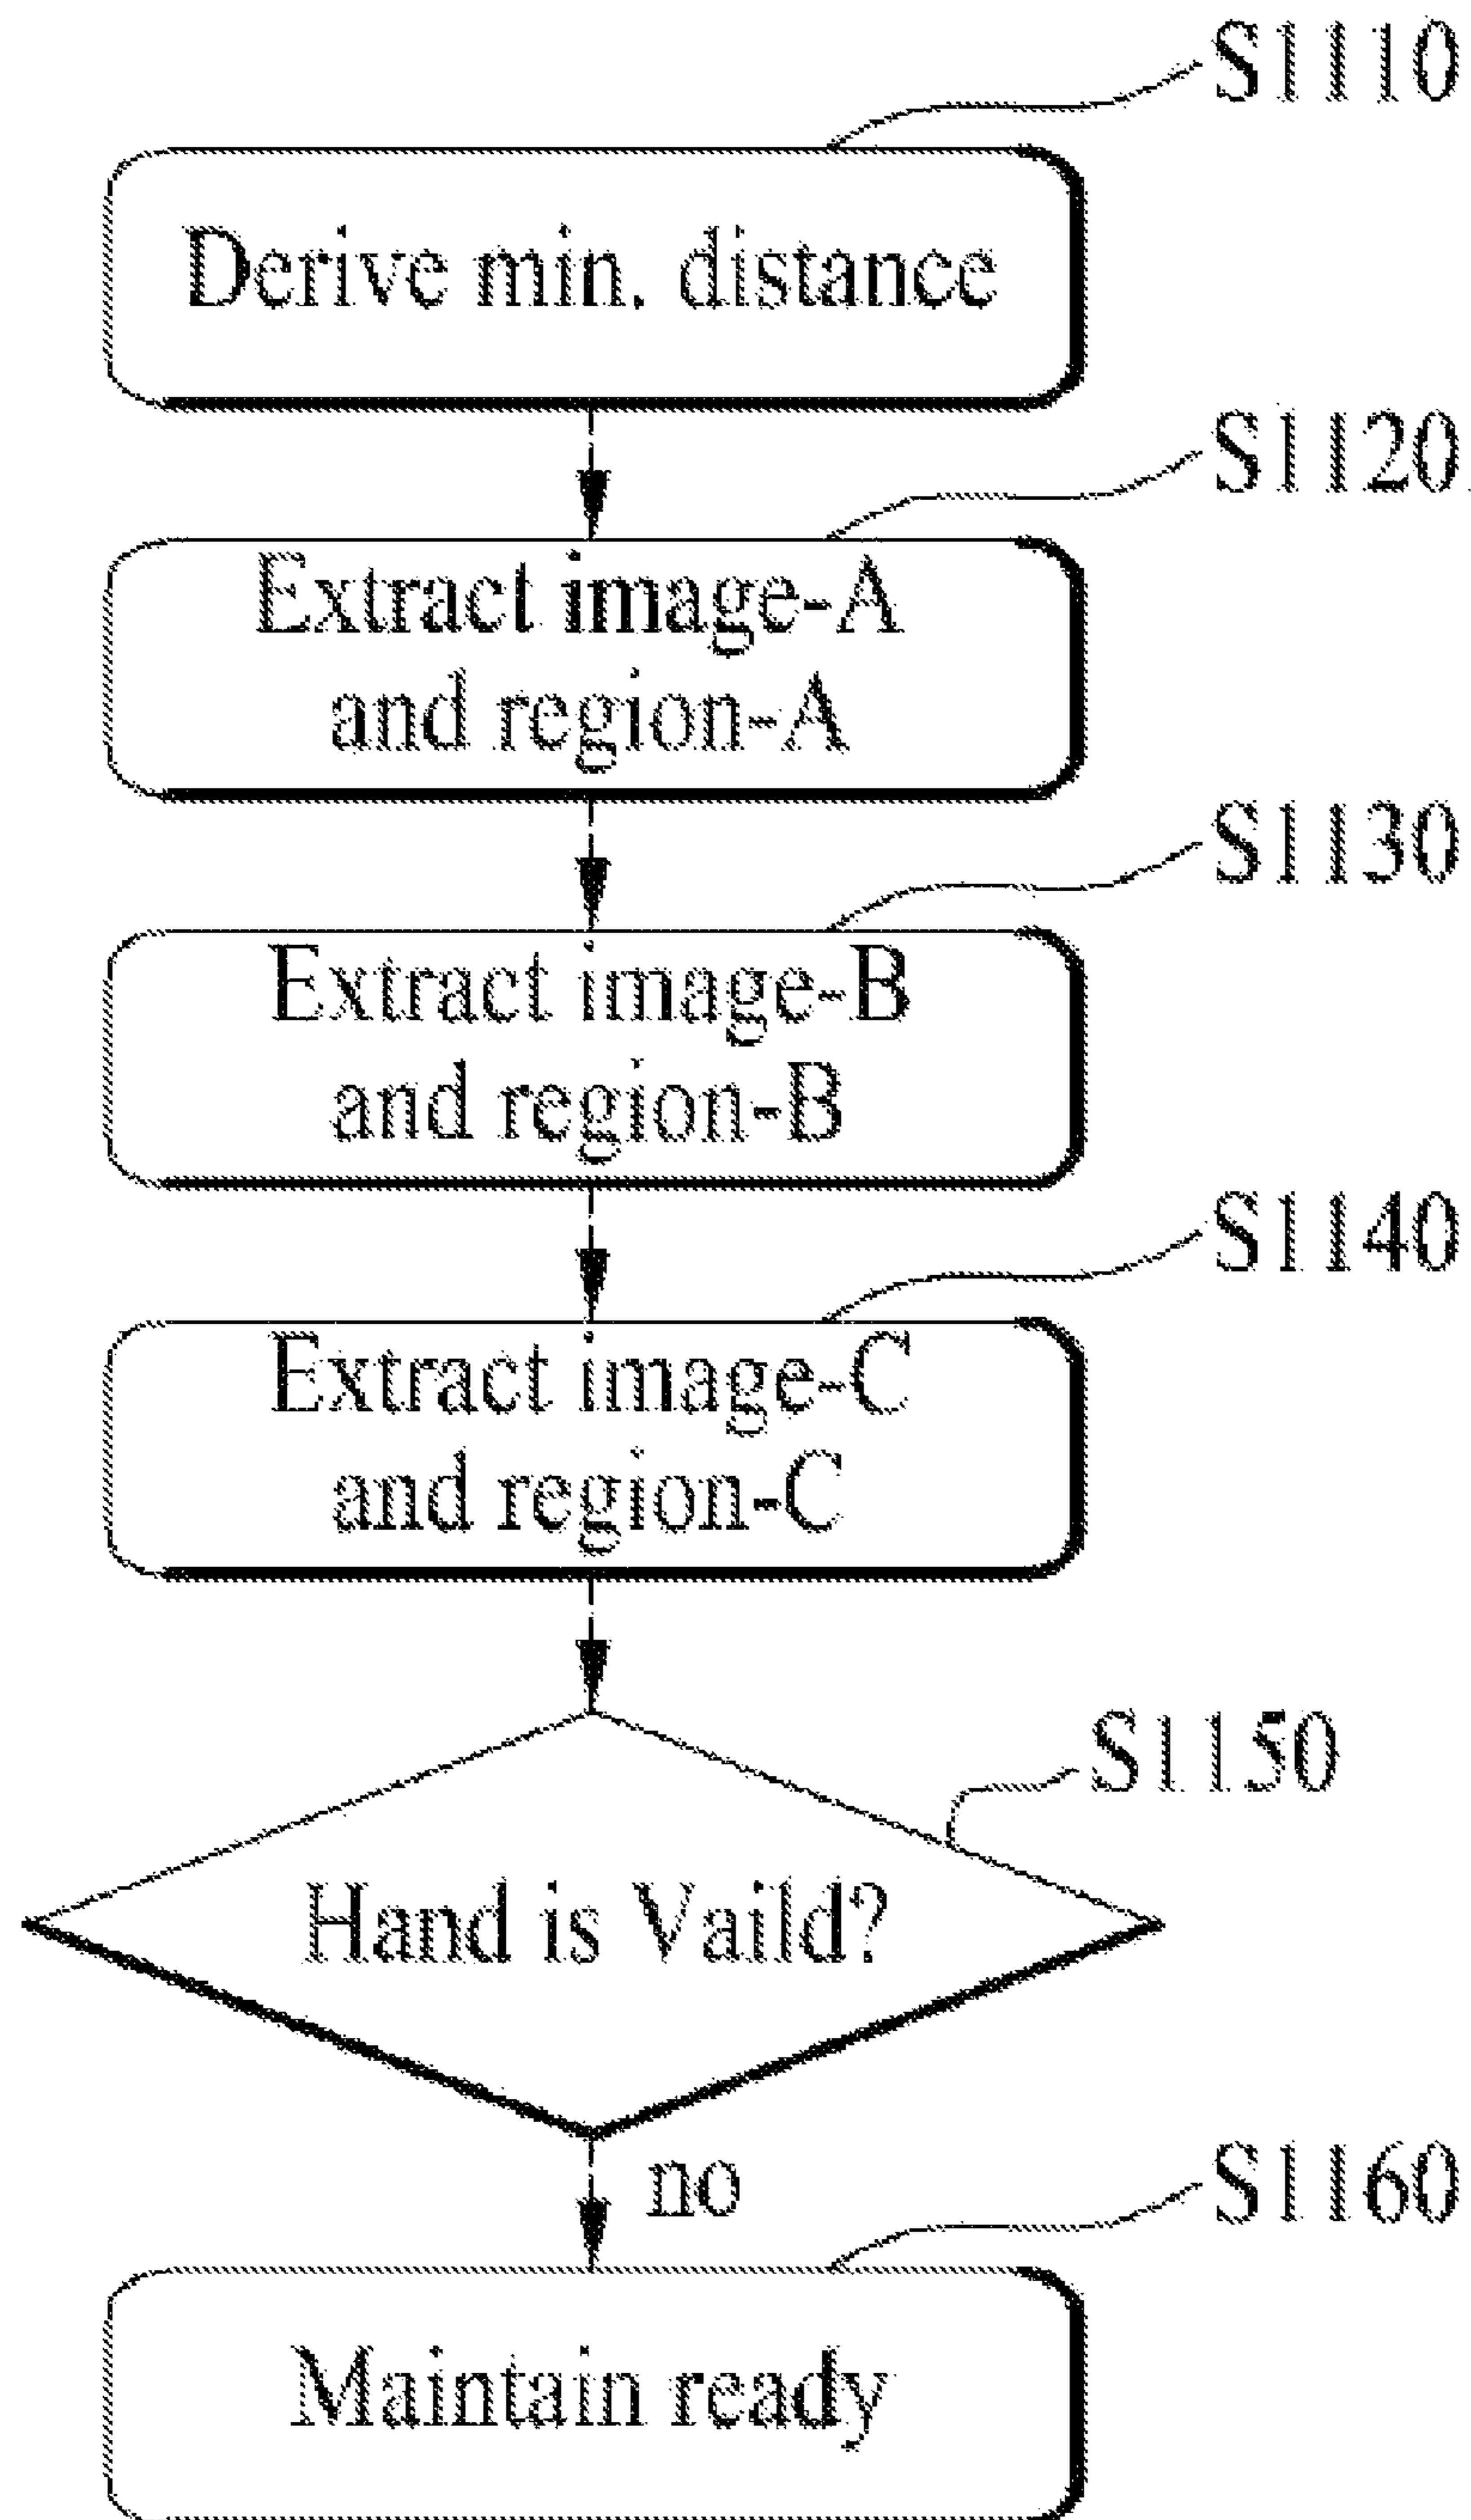 S1110
Derive min. distance
S1120
Extract image-A
and region-A
S1130
Extract image-B
and region-B
S1140
Extract image-C
and region-C
S1150
Hand is Vaild?
no
S1160
Maintain ready